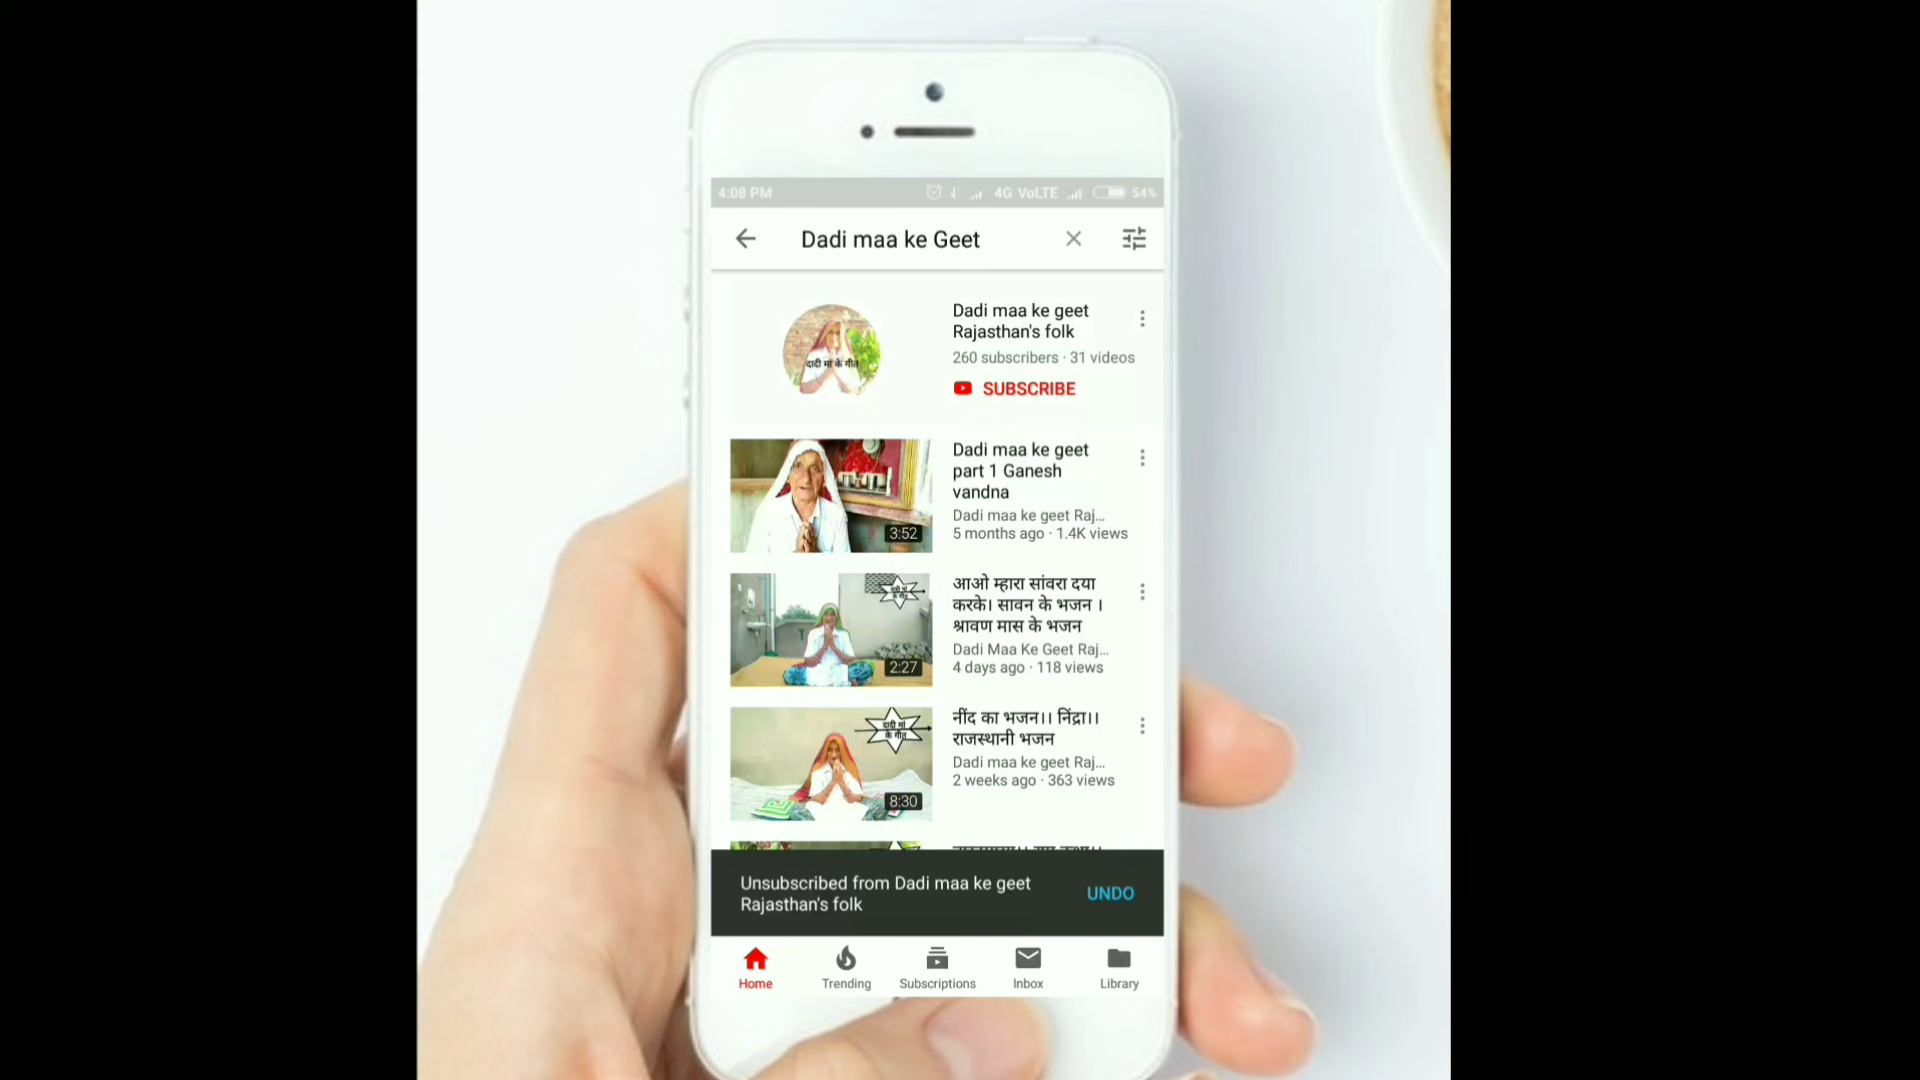 4:08 PM
4G VoLTE
54%
Dadi maa ke Geet
Dadi maa ke geet
Rajasthan's folk
260 subscribers · 31 videos
SUBSCRIBE
दादी मां के गीत
Dadi maa ke geet
part 1 Ganesh
vandna
Dadi maa ke geet Raj...
5 months ago · 1.4K views
3:52
आओ म्हारा सांवरा दया
करके। सावन के भजन ।
श्रावण मास के भजन
Dadi Maa Ke Geet Raj...
4 days ago · 118 views
दादी मां
के गीत
2:27
नींद का भजन।। निंद्रा।।
राजस्थानी भजन
Dadi maa ke geet Raj...
2 weeks ago · 363 views
दादी मां
के गीत
8:30
Unsubscribed from Dadi maa ke geet
Rajasthan's folk
UNDO
Home
Trending
Subscriptions
Inbox
Library